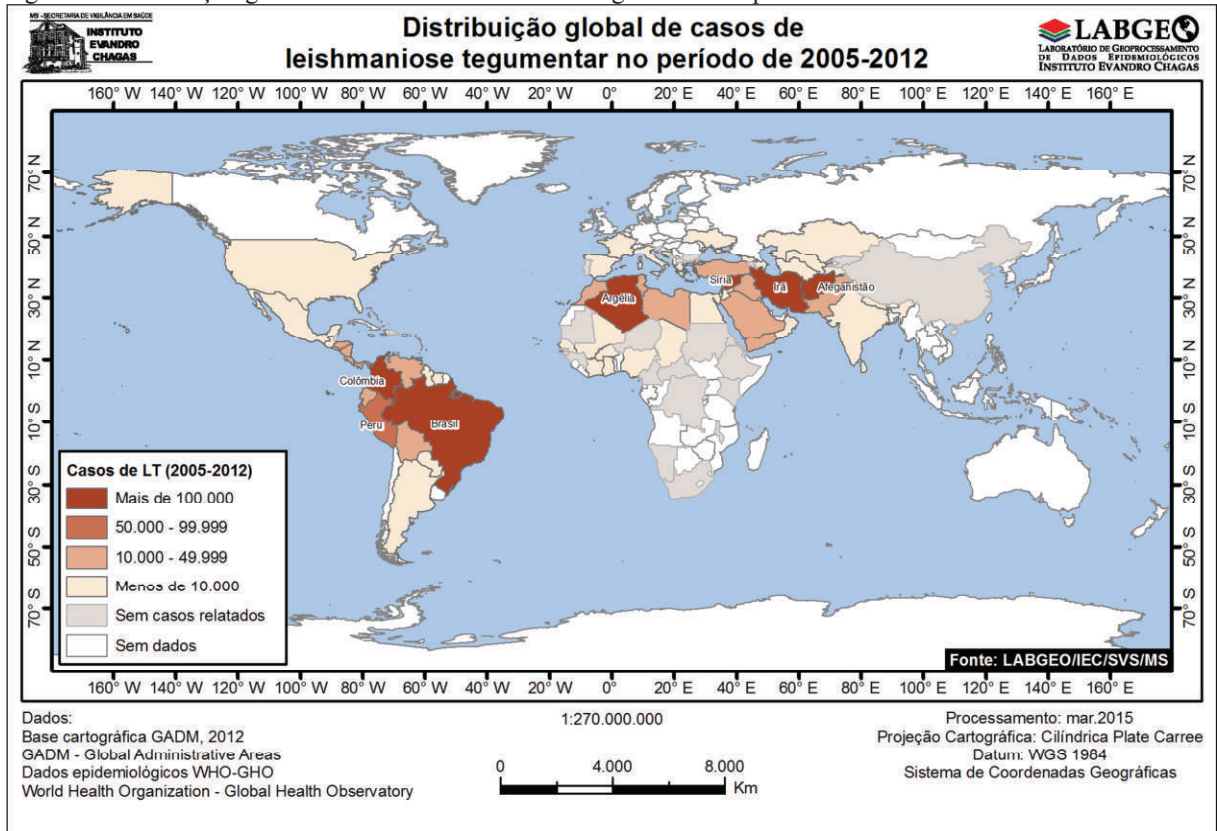 MS -SECRETARIA DE VIGILÂNCIA EM SAÚDE
INSTITUTO
EVANDRO
CHAGAS
Distribuição global de casos de
leishmaniose tegumentar no período de 2005-2012
LABGEO
LABORATÓRIO DE GEOPROCESSAMENTO
DE DADOS EPIDEMIOLÓGICOS
INSTITUTO EVANDRO CHAGAS
160° W 140° W 120° W 100° W 80° W 60° W 40° W 20° W 0° 20° E 40° E 60° E 80° E 100° E 120° E 140° E 160° E
70° N 50° N 30° N 10° N 10° S 30° S 50° S 70° S
70° N 50° N 30° N 10° N 10° S 30° S 50° S 70° S
Síria
Irã
Afeganistão
Argélia
Colômbia
Peru
Brasil
Casos de LT (2005-2012)
Mais de 100.000
50.000 - 99.999
10.000 - 49.999
Menos de 10.000
Sem casos relatados
Sem dados
Fonte: LABGEO/IEC/SVS/MS
160° W 140° W 120° W 100° W 80° W 60° W 40° W 20° W 0° 20° E 40° E 60° E 80° E 100° E 120° E 140° E 160° E
Dados:
Base cartográfica GADM, 2012
GADM - Global Administrative Areas
Dados epidemiológicos WHO-GHO
World Health Organization - Global Health Observatory
1:270.000.000
0 4.000 8.000
Km
Processamento: mar.2015
Projeção Cartográfica: Cilíndrica Plate Carree
Datum: WGS 1984
Sistema de Coordenadas Geográficas